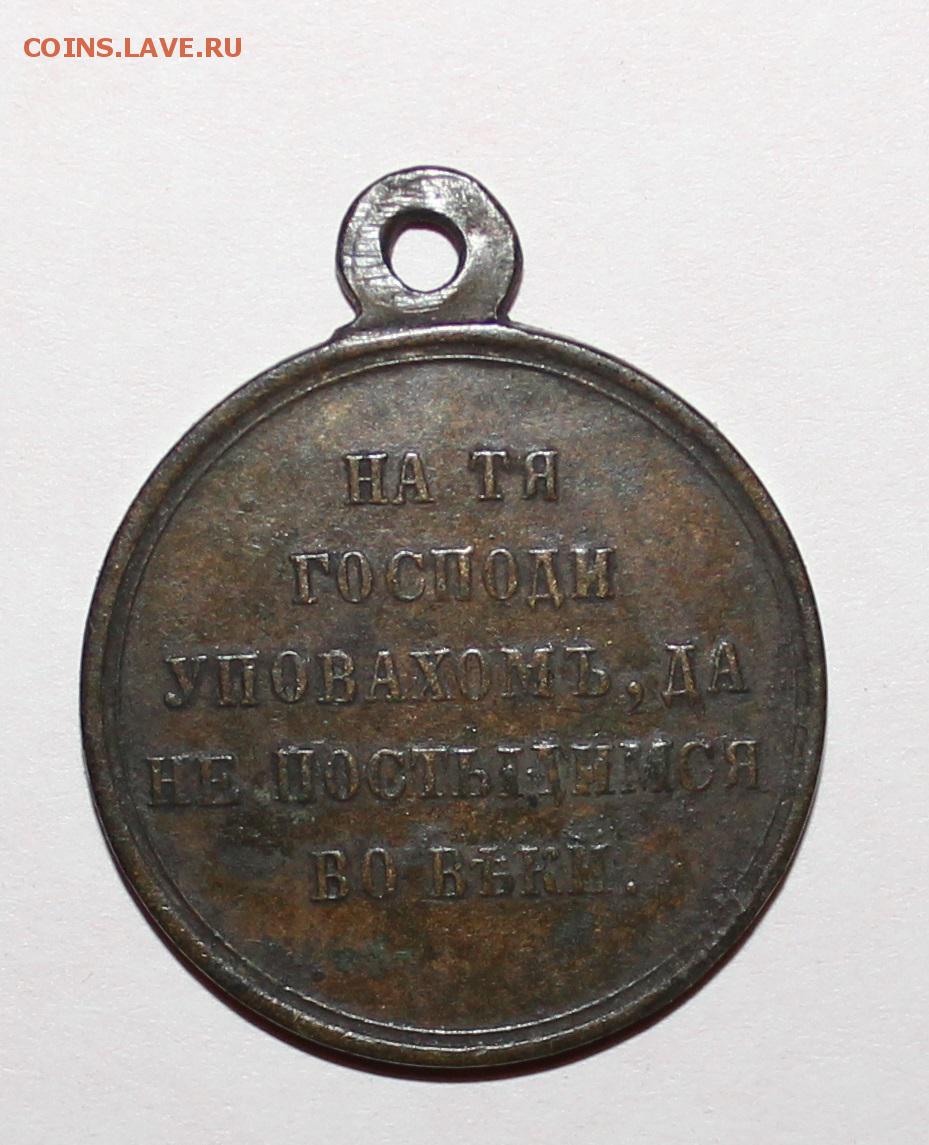 COINS.LAVE.RU
НА ТЯ
ГОСПОДИ
УПОВАХОМЪ, ДА
НЕ ПОСТЫДИМСЯ
ВО ВѢКИ.